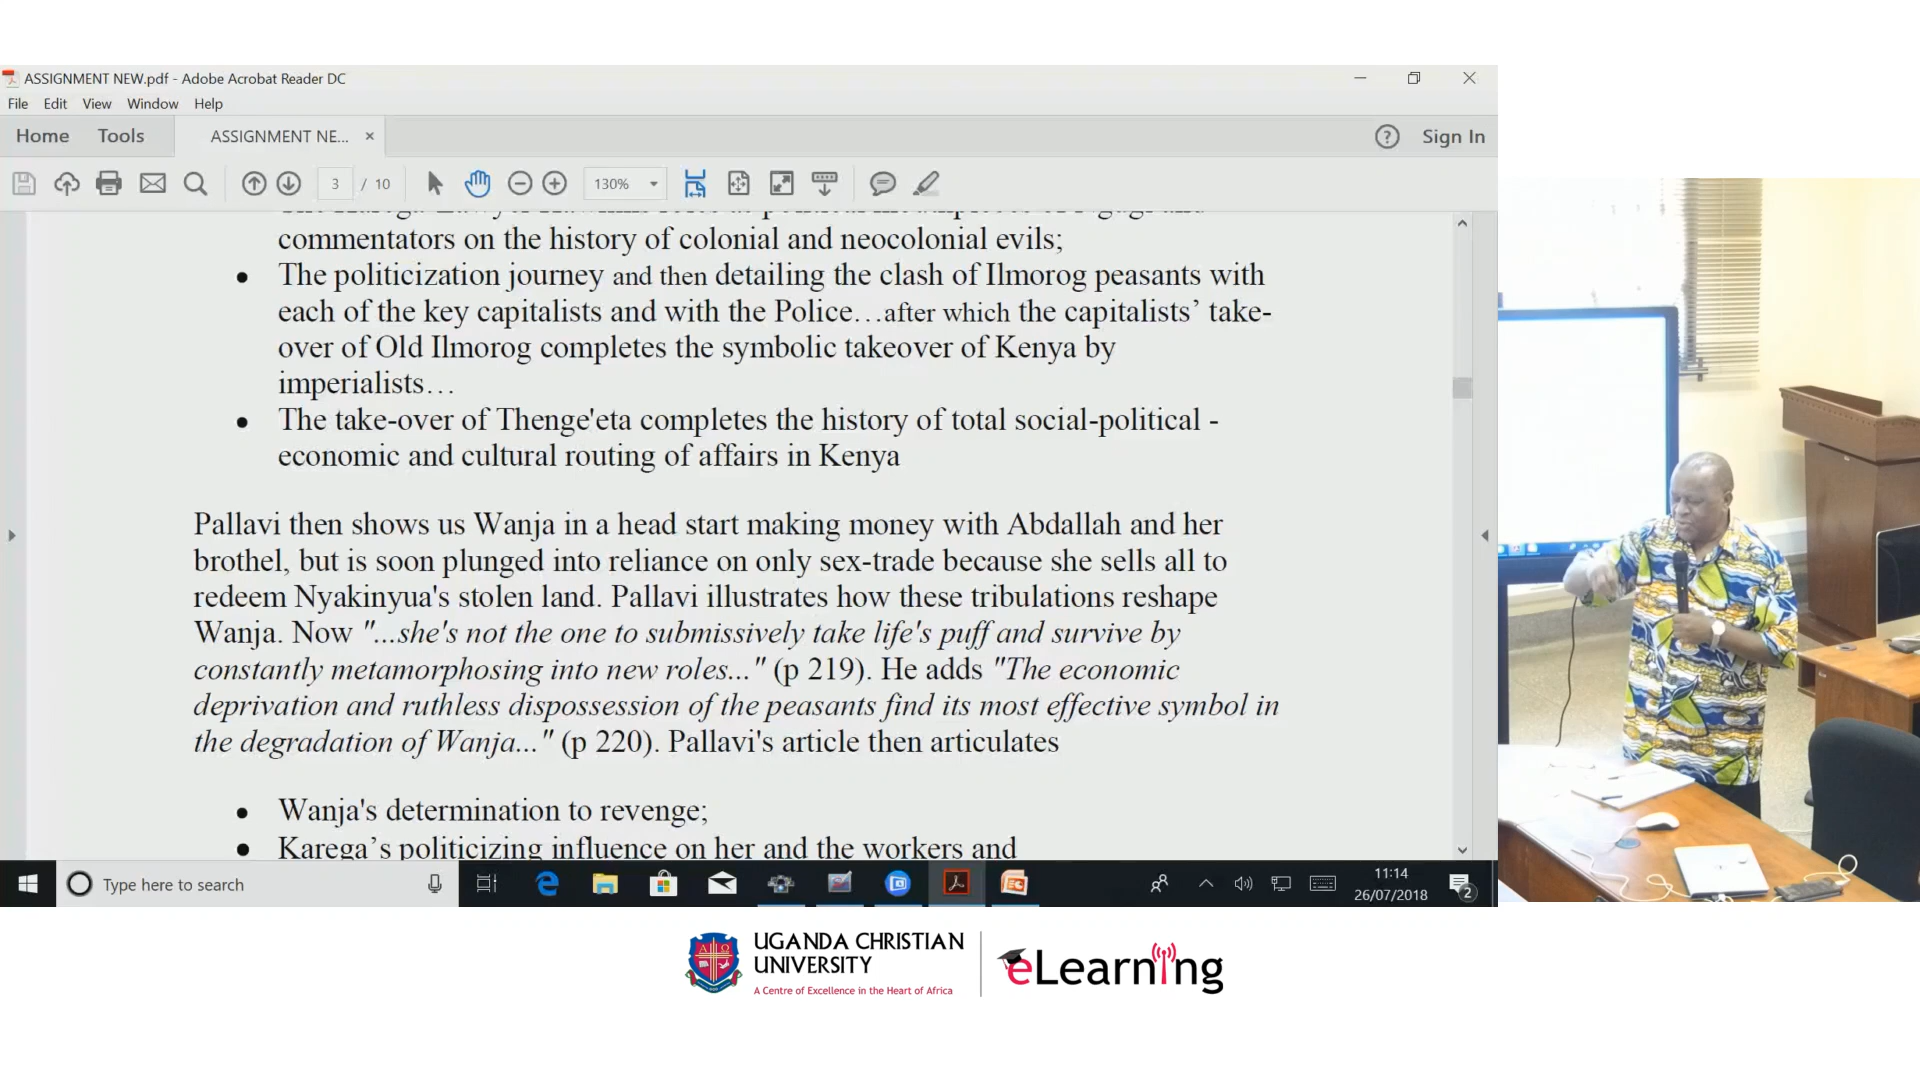 ASSIGNMENT NEW.pdf - Adobe Acrobat Reader DC
File Edit View Window Help
Home Tools ASSIGNMENT NE... × ? Sign In
3 / 10 130%
commentators on the history of colonial and neocolonial evils;
• The politicization journey and then detailing the clash of Ilmorog peasants with
each of the key capitalists and with the Police…after which the capitalists’ take-
over of Old Ilmorog completes the symbolic takeover of Kenya by
imperialists…
• The take-over of Thenge'eta completes the history of total social-political -
economic and cultural routing of affairs in Kenya
Pallavi then shows us Wanja in a head start making money with Abdallah and her
brothel, but is soon plunged into reliance on only sex-trade because she sells all to
redeem Nyakinyua's stolen land. Pallavi illustrates how these tribulations reshape
Wanja. Now "...she's not the one to submissively take life's puff and survive by
constantly metamorphosing into new roles..." (p 219). He adds "The economic
deprivation and ruthless dispossession of the peasants find its most effective symbol in
the degradation of Wanja..." (p 220). Pallavi's article then articulates
• Wanja's determination to revenge;
• Karega’s politicizing influence on her and the workers and
Type here to search
11:14
26/07/2018
2
UGANDA CHRISTIAN
UNIVERSITY
A Centre of Excellence in the Heart of Africa
eLearning